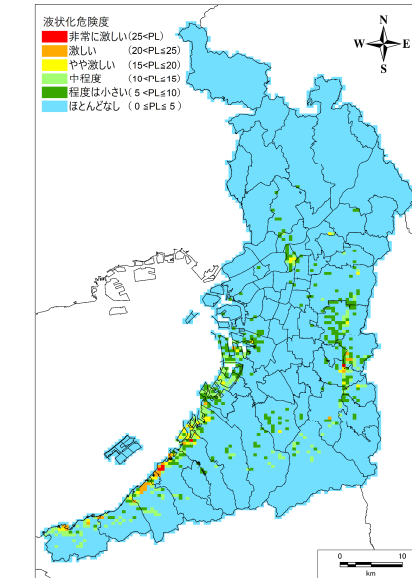 液状化危険度
非常に激しい(25<PL)
激しい (20<PL≤25)
やや激しい (15<PL≤20)
中程度 (10<PL≤15)
程度は小さい(5<PL≤10)
ほとんどなし (0≤PL≤5)
N
W E
S
0 10
km